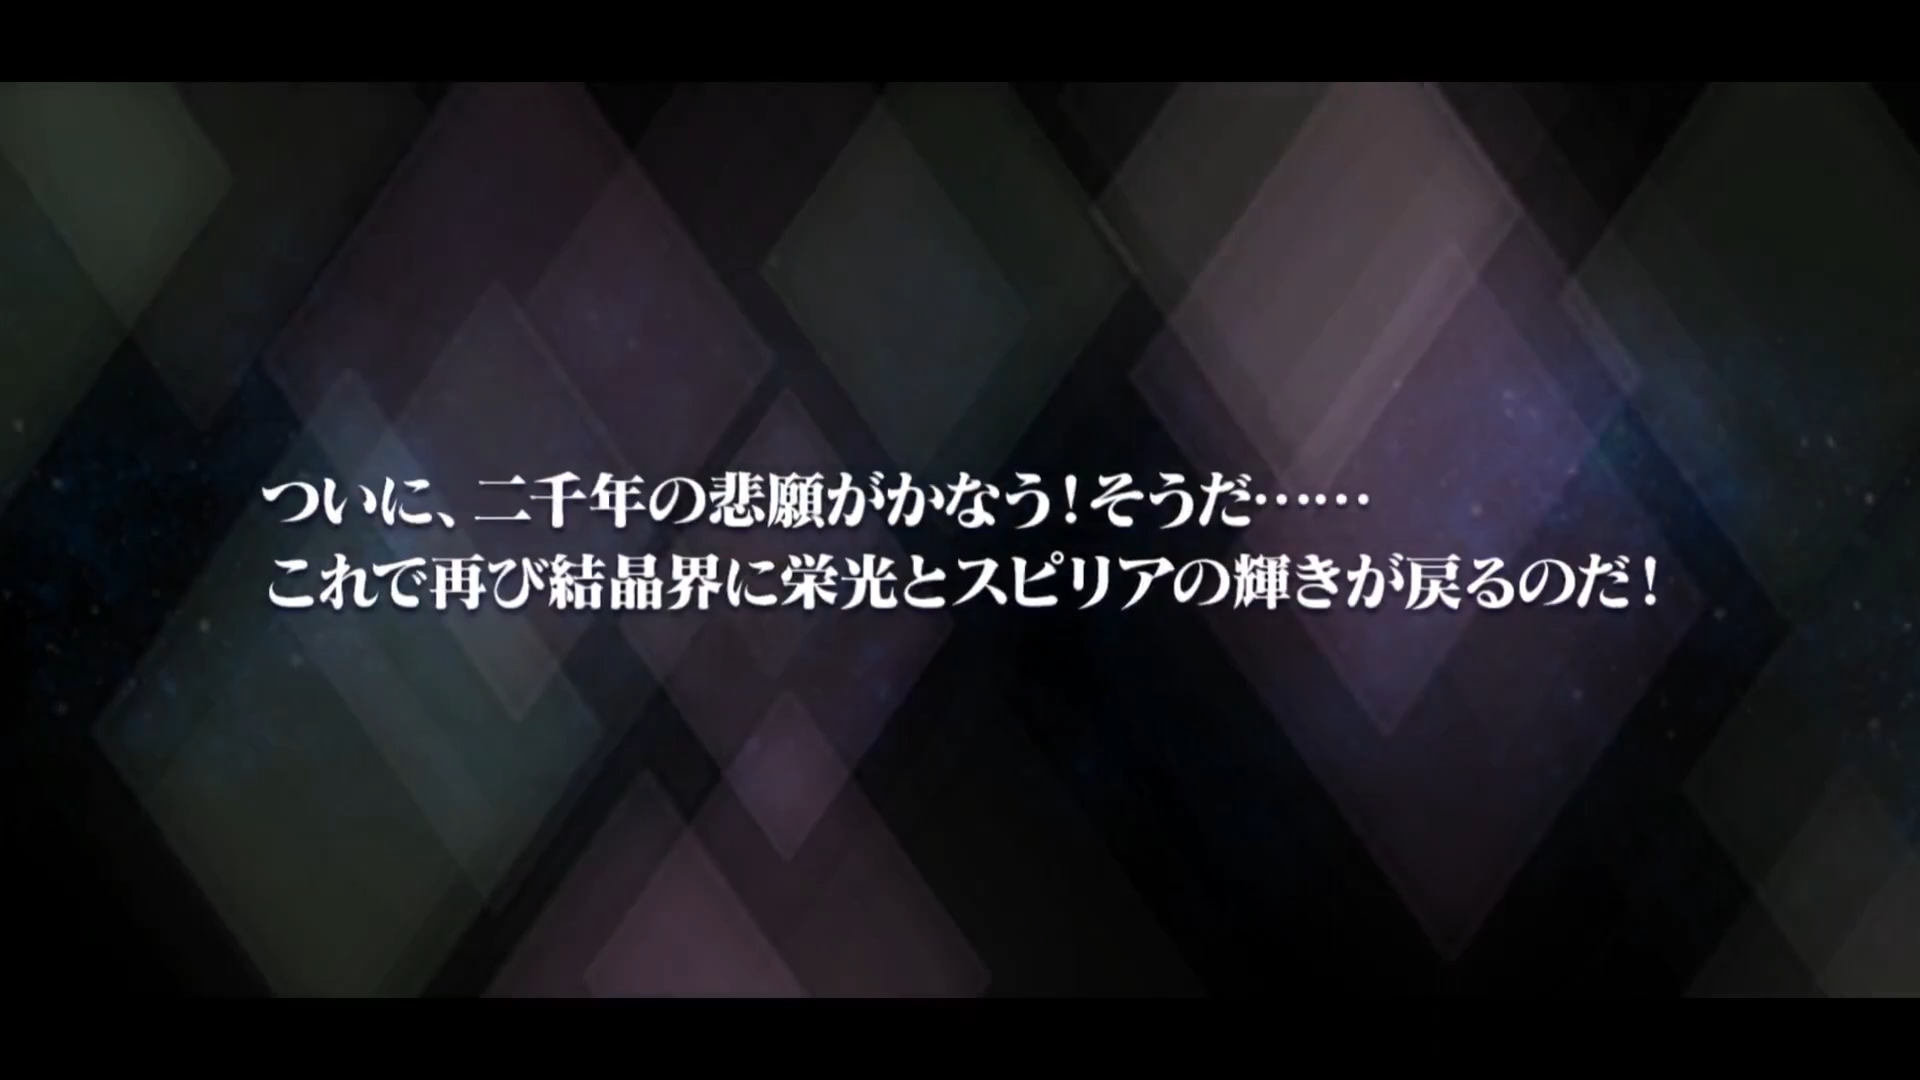 ついに、二千年の悲願がかなう！そうだ……
これで再び結晶界に栄光とスピリアの輝きが戻るのだ！